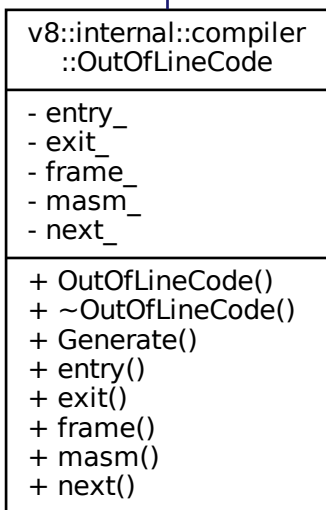 v8::internal::compiler
::OutOfLineCode
- entry_
- exit_
- frame_
- masm_
- next_
+ OutOfLineCode()
+ ~OutOfLineCode()
+ Generate()
+ entry()
+ exit()
+ frame()
+ masm()
+ next()